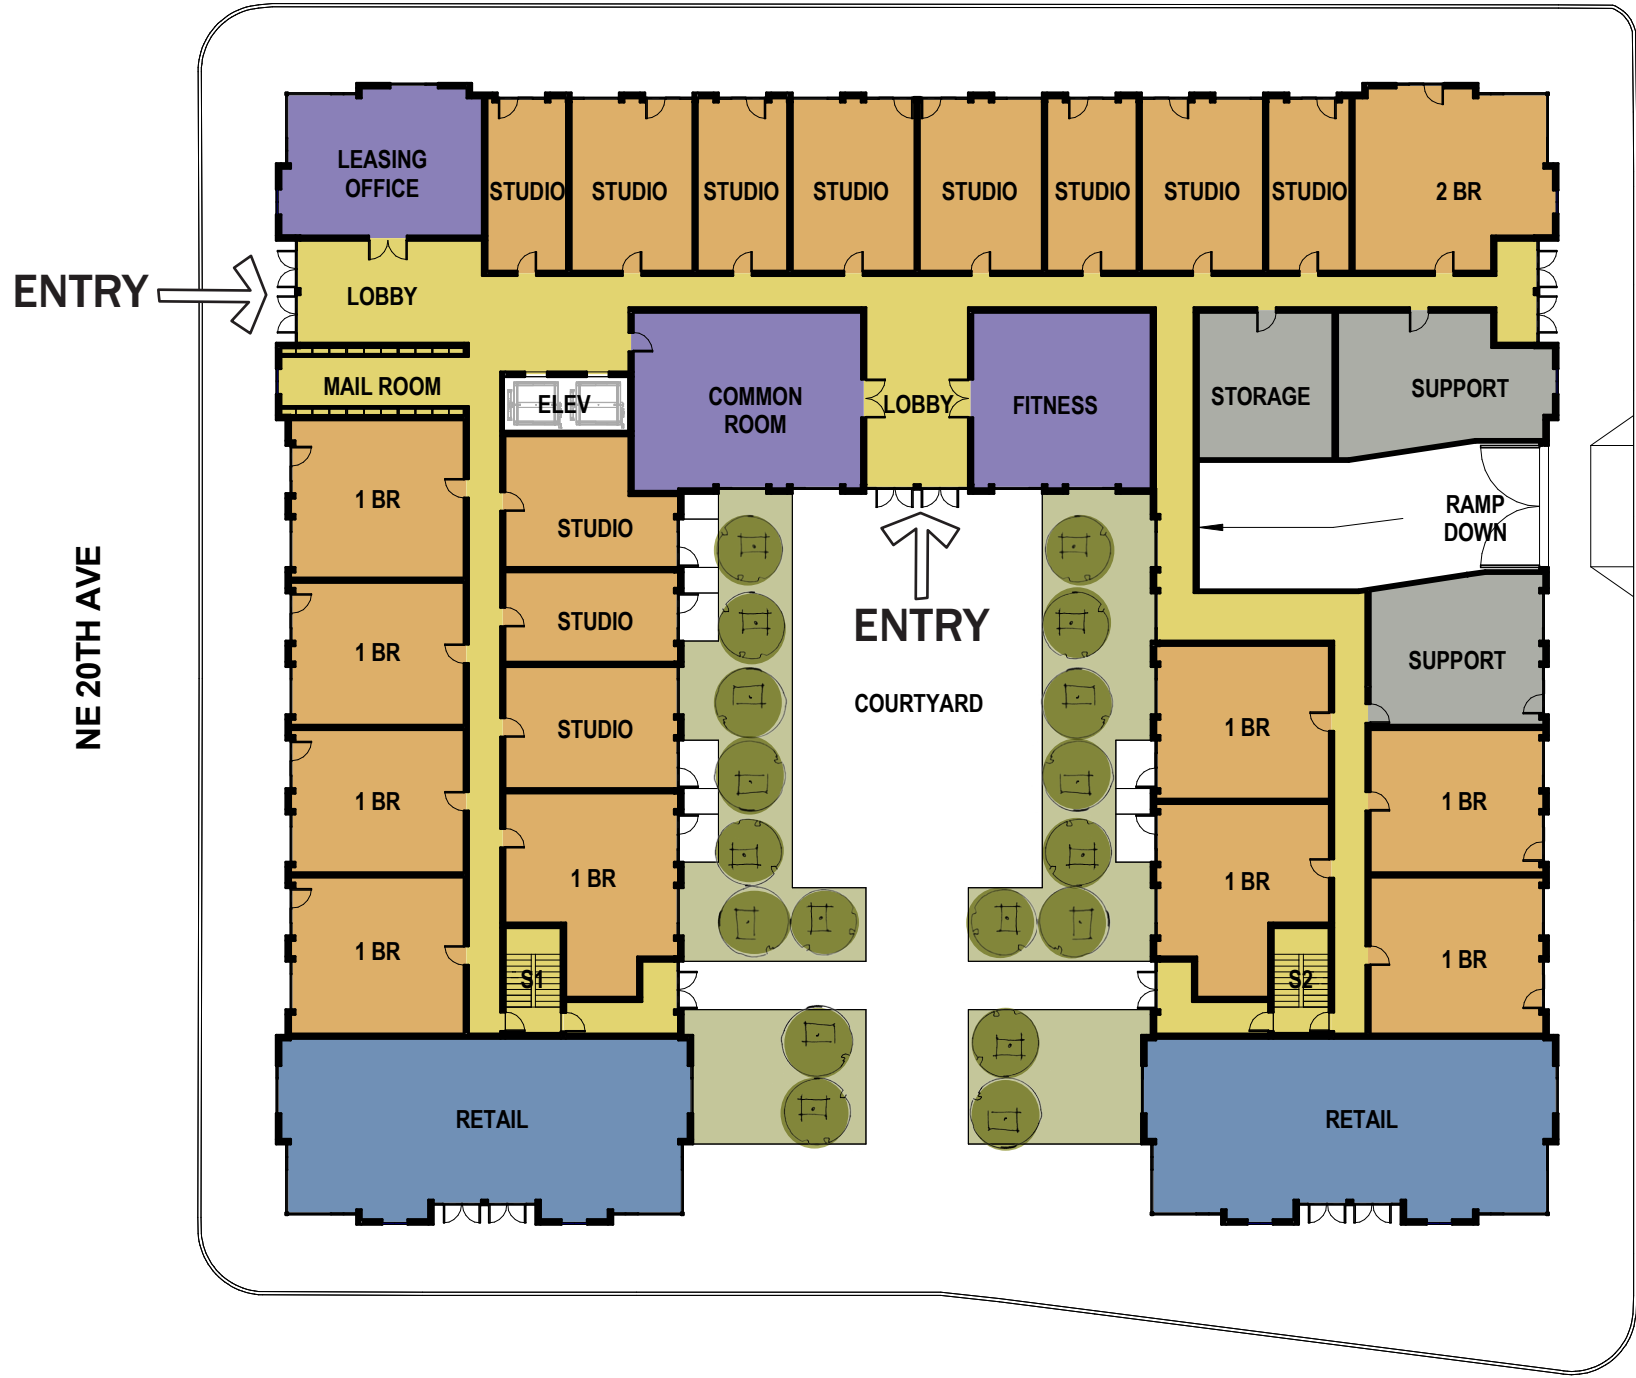 LEASING
OFFICE
STUDIO
STUDIO
STUDIO
STUDIO
STUDIO
STUDIO
STUDIO
STUDIO
2 BR
ENTRY
LOBBY
MAIL ROOM
ELEV
COMMON
ROOM
LOBBY
FITNESS
STORAGE
SUPPORT
1 BR
STUDIO
RAMP
DOWN
ENTRY
NE 20TH AVE
1 BR
STUDIO
SUPPORT
COURTYARD
STUDIO
1 BR
1 BR
1 BR
1 BR
1 BR
1 BR
1 BR
S1
S2
RETAIL
RETAIL
1 BR